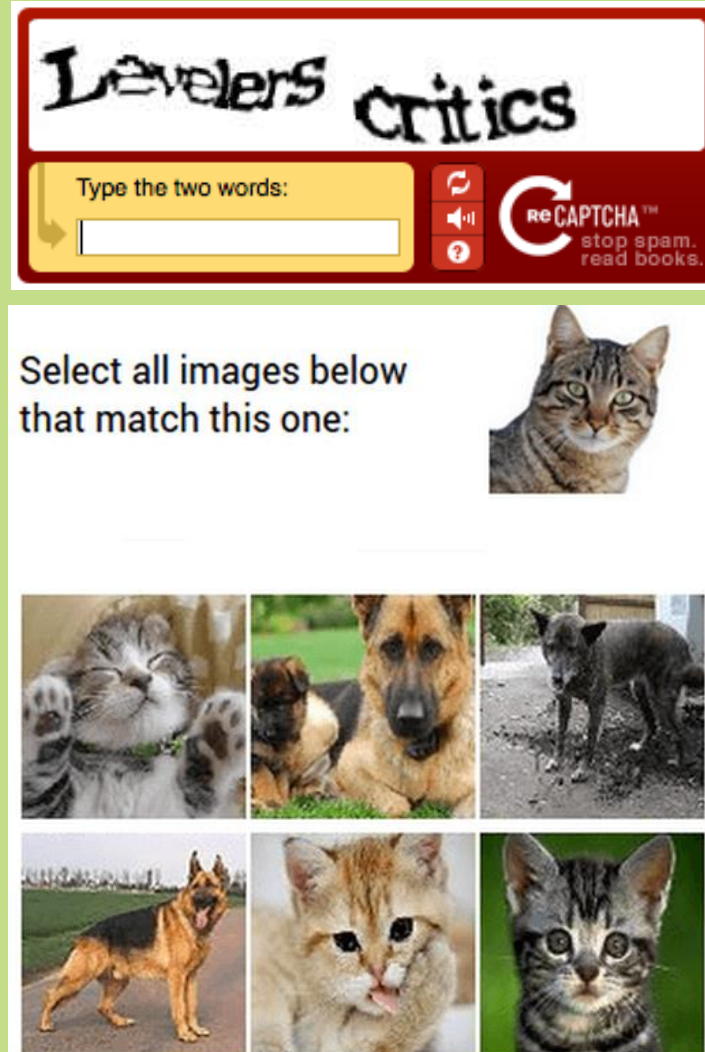 Levelers critics
Type the two words:
ReCAPTCHA™
stop spam.
read books.
?
Select all images below
that match this one: